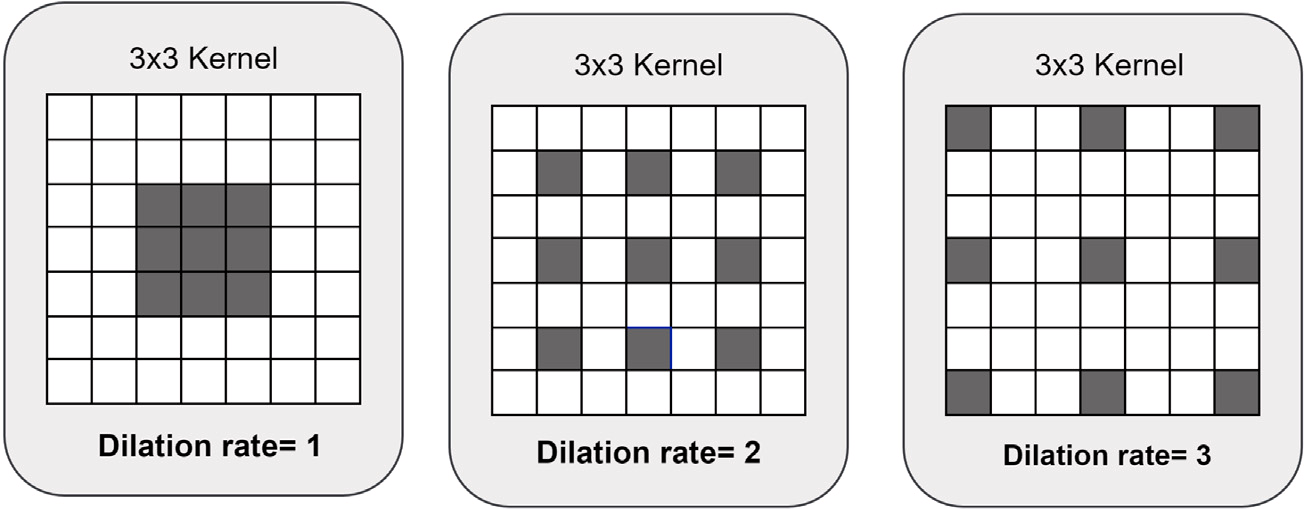 3x3 Kernel
Dilation rate= 1
3x3 Kernel
Dilation rate= 2
3x3 Kernel
Dilation rate= 3